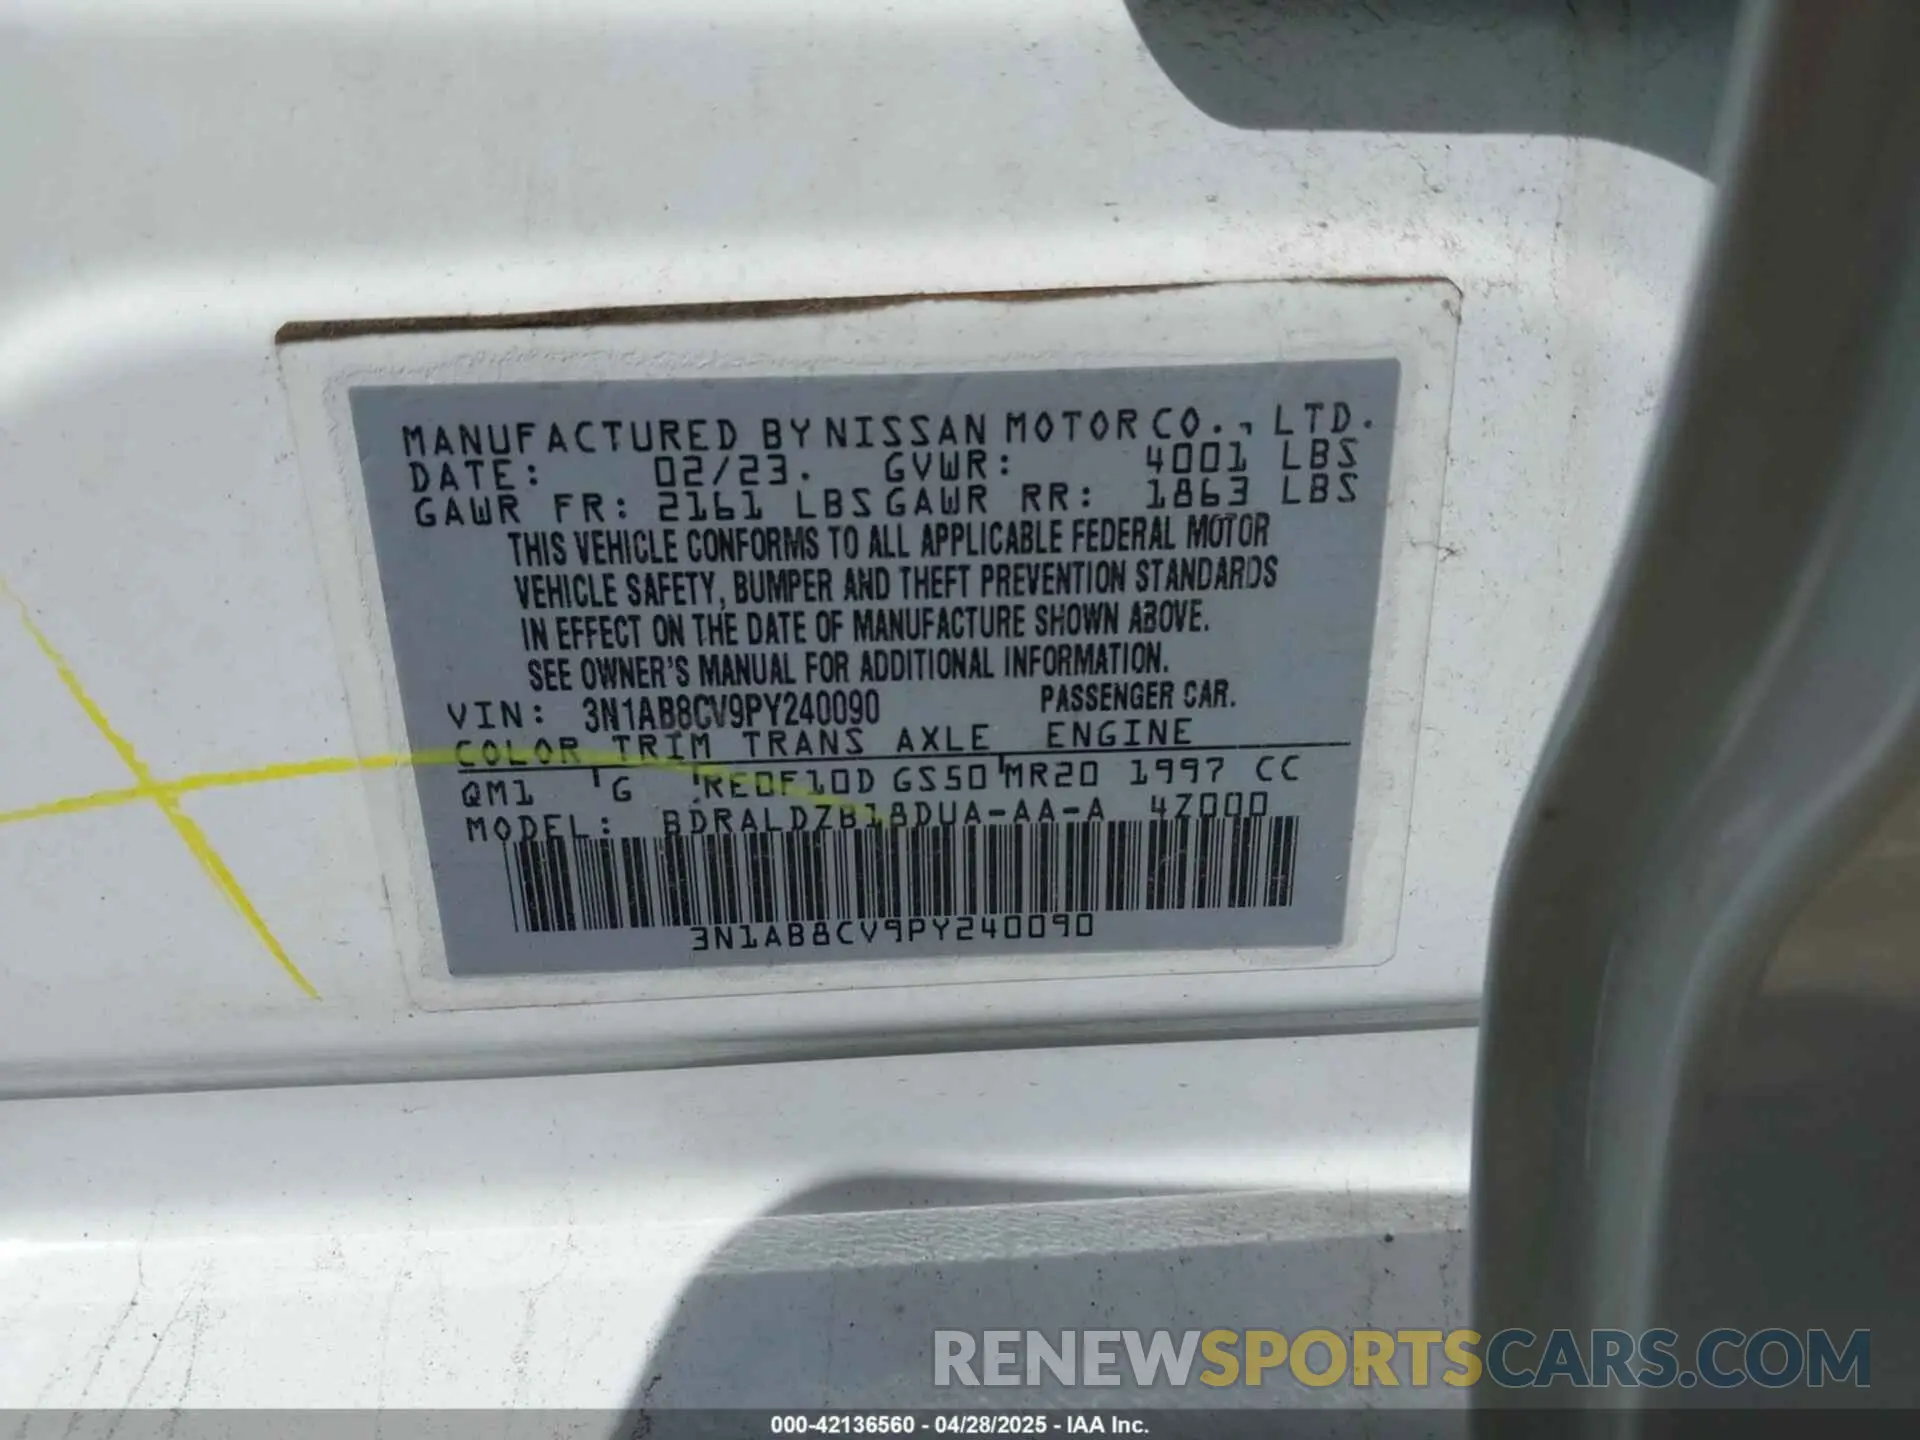 MANUFACTURED BY NISSAN MOTOR CO., LTD.
DATE: 02/23. GVWR: 4001 LBS
GAWR FR: 2161 LBS GAWR RR: 1863 LBS
THIS VEHICLE CONFORMS TO ALL APPLICABLE FEDERAL MOTOR
VEHICLE SAFETY, BUMPER AND THEFT PREVENTION STANDARDS
IN EFFECT ON THE DATE OF MANUFACTURE SHOWN ABOVE.
SEE OWNER'S MANUAL FOR ADDITIONAL INFORMATION.
VIN: 3N1AB8CV9PY240090 PASSENGER CAR.
COLOR TRIM TRANS AXLE ENGINE
QM1 G RE0F10D GS50 MR20 1997 CC
MODEL: BDRALDZB18DUA-AA-A 4Z000
3N1AB8CV9PY240090
RENEWSPORTSCARS.COM
000-42136560 - 04/28/2025 - IAA Inc.